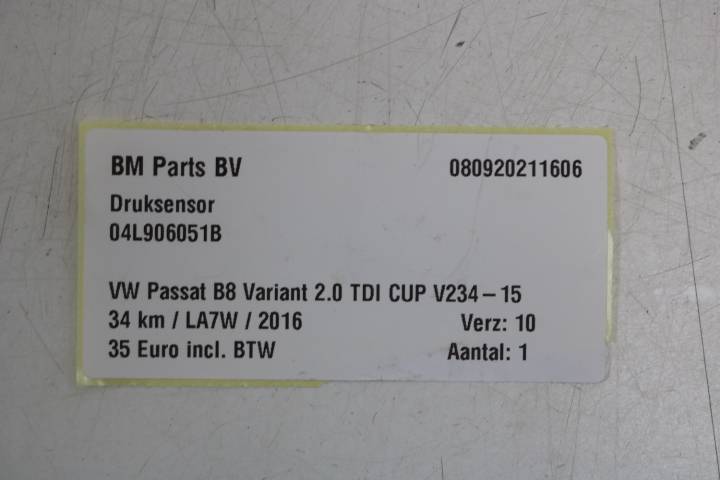 BM Parts BV 080920211606
Druksensor
04L906051B
VW Passat B8 Variant 2.0 TDI CUP V234-15
34 km / LA7W / 2016 Verz: 10
35 Euro incl. BTW Aantal: 1